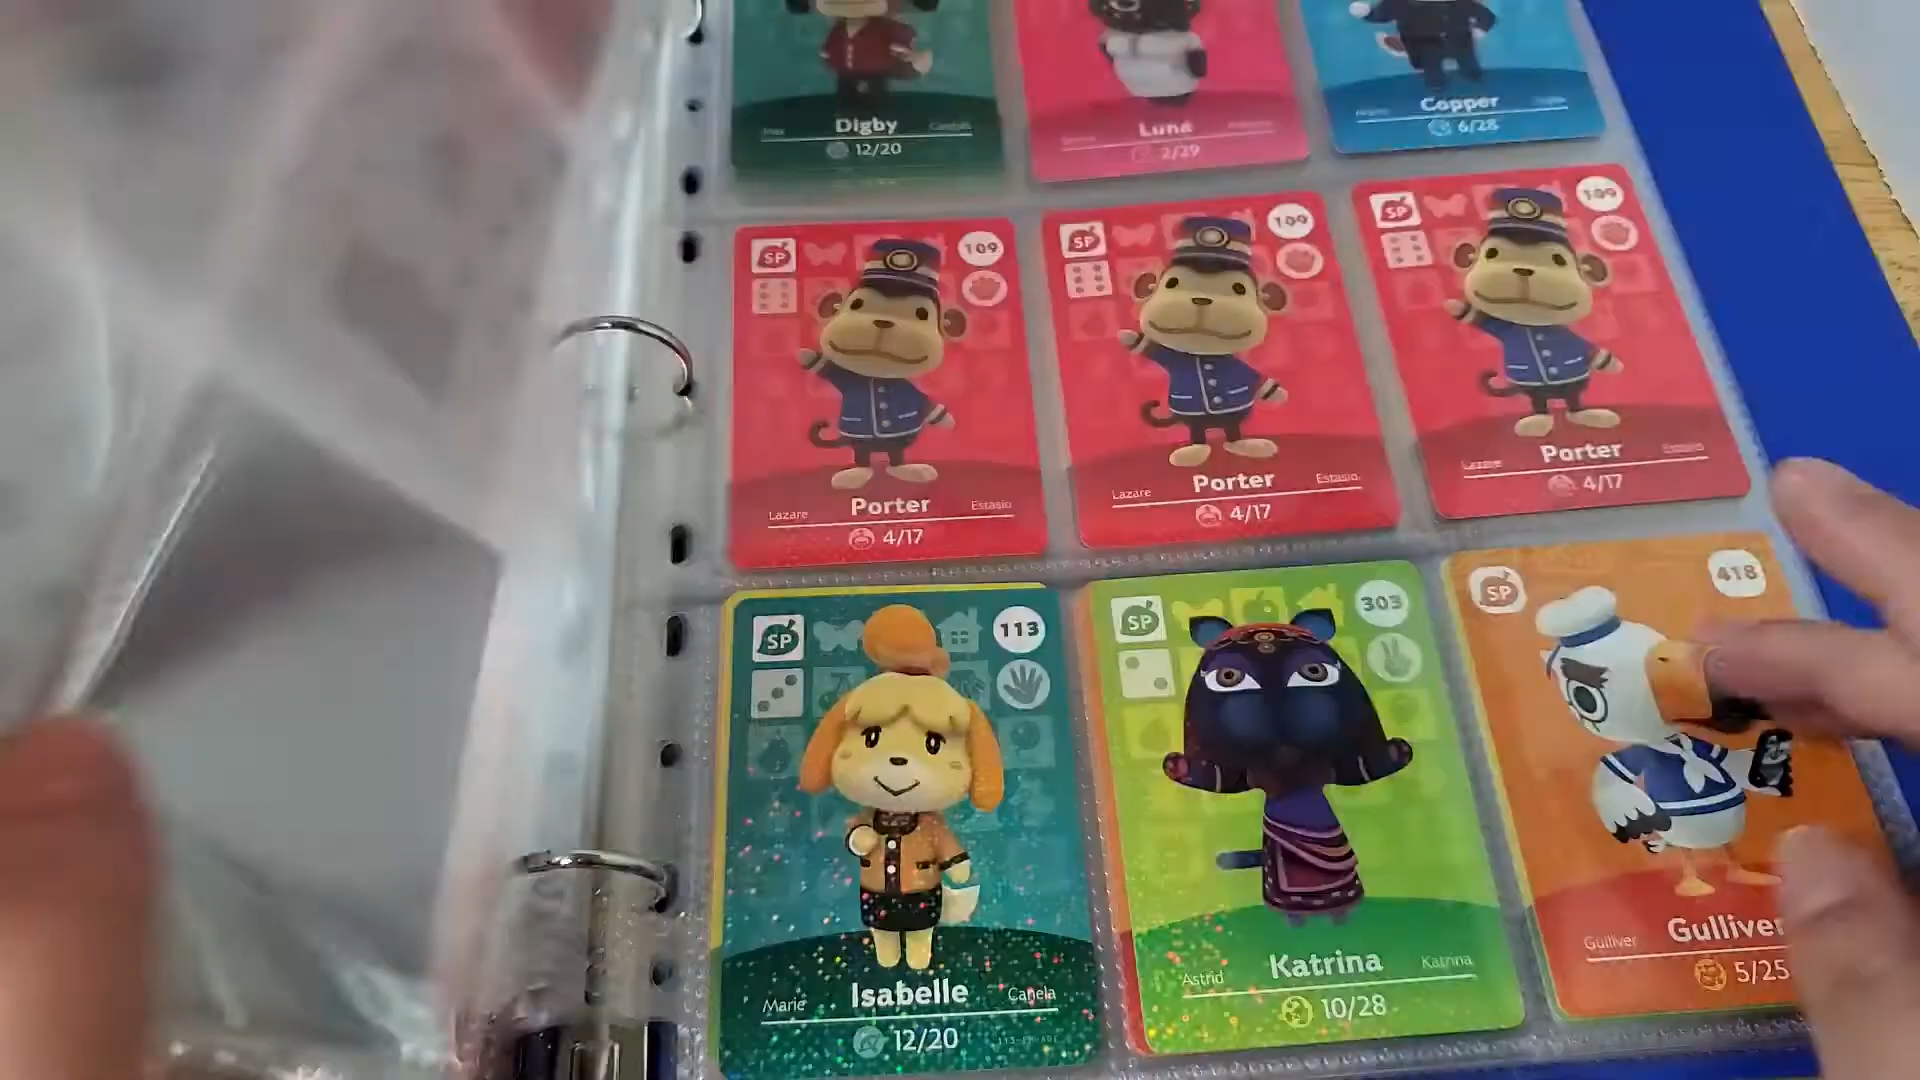 Digby
12/20
Luna
2/29
Copper
6/28
SP
109
Lazare Porter Estasio
4/17
SP
109
Lazare Porter Estasio
4/17
SP
109
Lazare Porter Estasio
4/17
SP
113
Marie Isabelle Canela
12/20
SP
303
Astrid Katrina Katrina
10/28
SP
418
Gulliver Gulliver
5/25